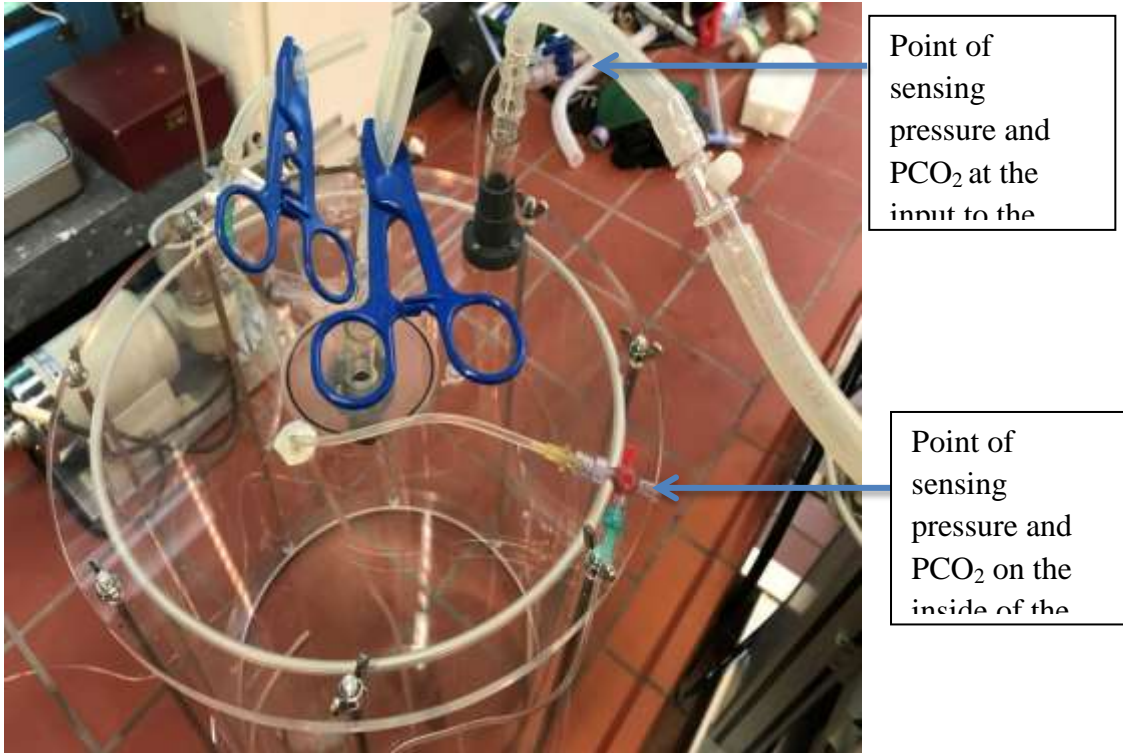 Point of
sensing
pressure and
PCO₂ at the
input to the
Point of
sensing
pressure and
PCO₂ on the
inside of the